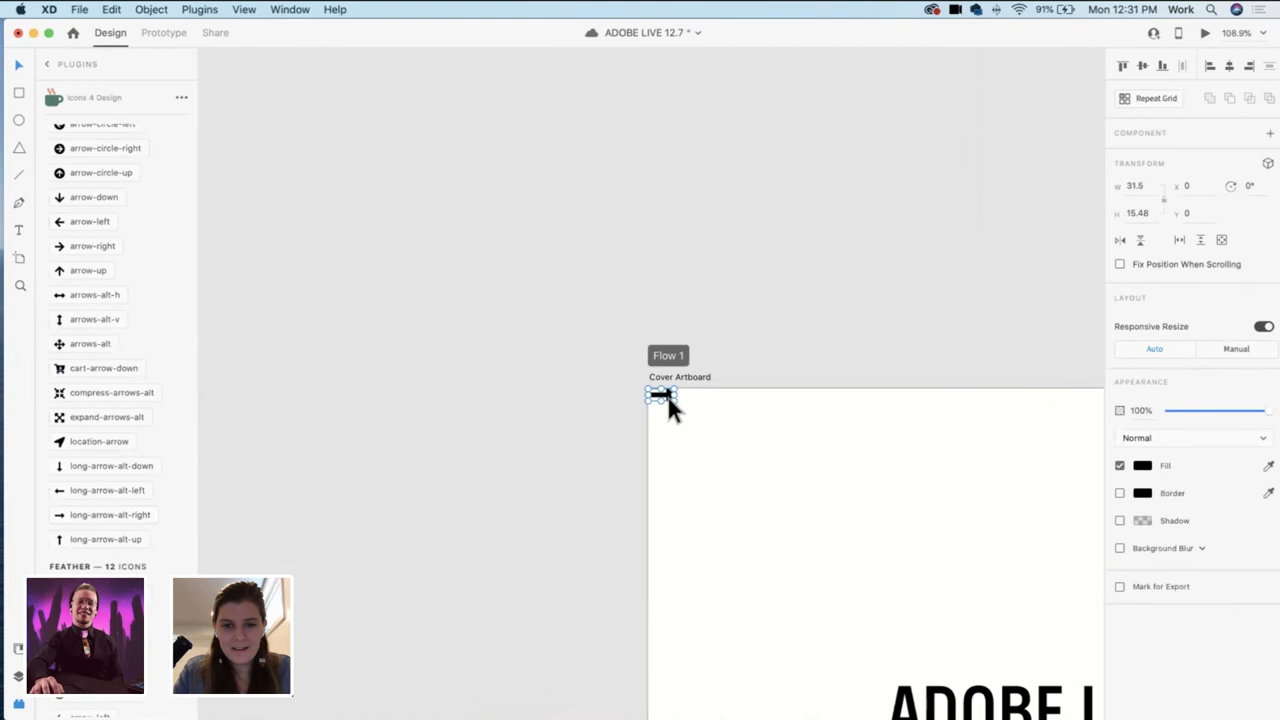 XD File Edit Object Plugins View Window Help 91% Mon 12:31 PM Work
Design Prototype Share ADOBE LIVE 12.7 * 108.9%
PLUGINS
Icons 4 Design
arrow-circle-left
arrow-circle-right
arrow-circle-up
arrow-down
arrow-left
arrow-right
arrow-up
arrows-alt-h
arrows-alt-v
arrows-alt
cart-arrow-down
compress-arrows-alt
expand-arrows-alt
location-arrow
long-arrow-alt-down
long-arrow-alt-left
long-arrow-alt-right
long-arrow-alt-up
FEATHER — 12 ICONS
Flow 1
Cover Artboard
ADOBE L
Repeat Grid
COMPONENT
TRANSFORM
W 31.5 X 0 0°
H 15.48 Y 0
Fix Position When Scrolling
LAYOUT
Responsive Resize
Auto Manual
APPEARANCE
100%
Normal
Fill
Border
Shadow
Background Blur
Mark for Export